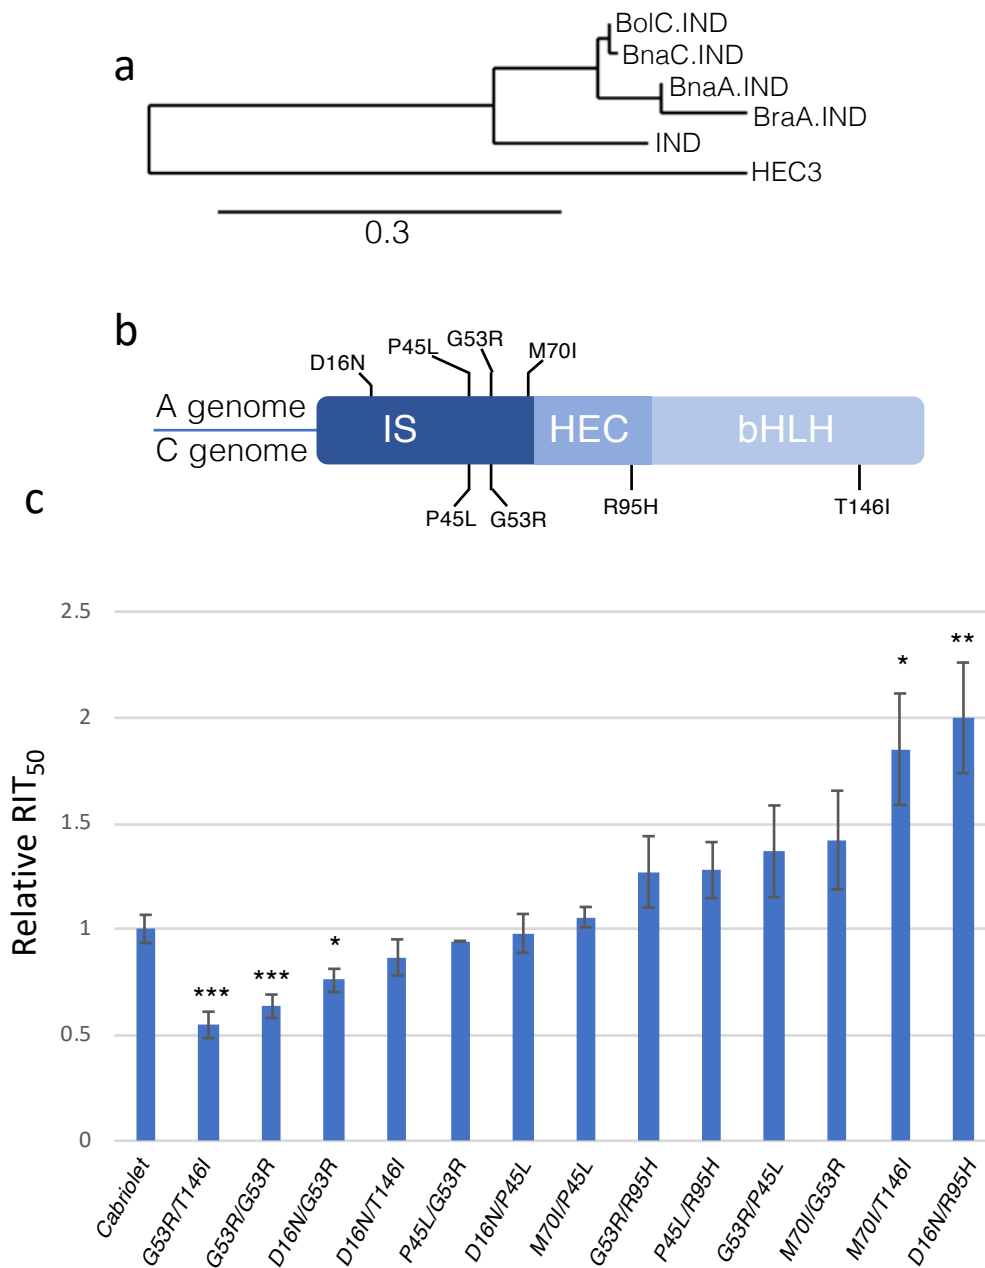 a
BolC.IND
BnaC.IND
BnaA.IND
BraA.IND
IND
HEC3
0.3
b
D16N
P45L
G53R
M70I
A genome
C genome
IS
HEC
bHLH
P45L
G53R
R95H
T146I
c
Relative RIT50
2.5
2
1.5
1
0.5
0
***
***
*
*
**
Cabriolet
G53R/T146I
G53R/G53R
D16N/G53R
D16N/T146I
P45L/G53R
D16N/P45L
M70I/P45L
G53R/R95H
P45L/R95H
G53R/P45L
M70I/G53R
M70I/T146I
D16N/R95H